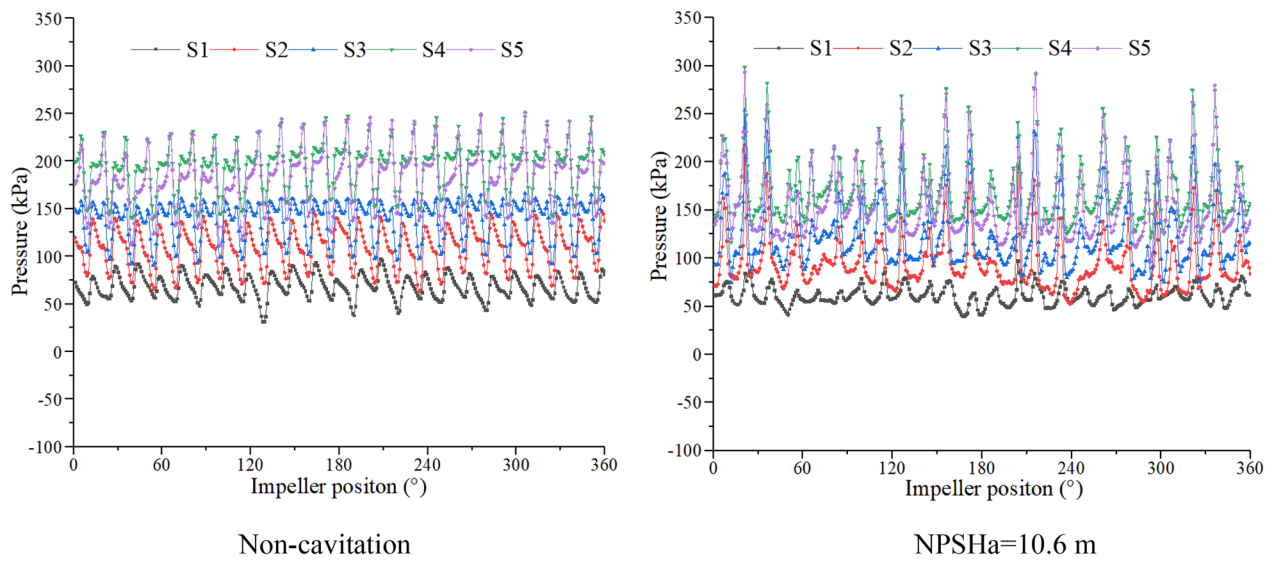 350
300
250
200
150
100
50
0
-50
-100
Pressure (kPa)
S1 S2 S3 S4 S5
0 60 120 180 240 300 360
Impeller positon (°)
Non-cavitation
350
300
250
200
150
100
50
0
-50
-100
Pressure (kPa)
S1 S2 S3 S4 S5
0 60 120 180 240 300 360
Impeller positon (°)
NPSHa=10.6 m